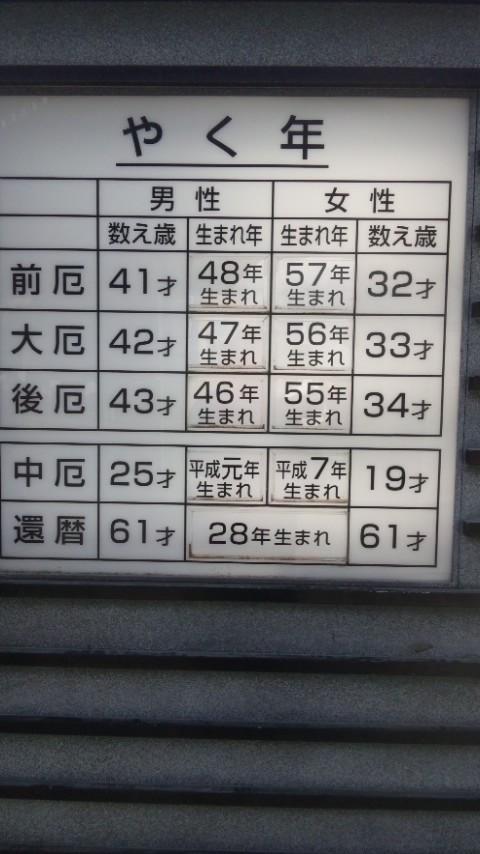 やく年
男性 女性
数え歳 生まれ年 生まれ年 数え歳
前厄 41才 48年生まれ 57年生まれ 32才
大厄 42才 47年生まれ 56年生まれ 33才
後厄 43才 46年生まれ 55年生まれ 34才
中厄 25才 平成元年生まれ 平成7年生まれ 19才
還暦 61才 28年生まれ 61才